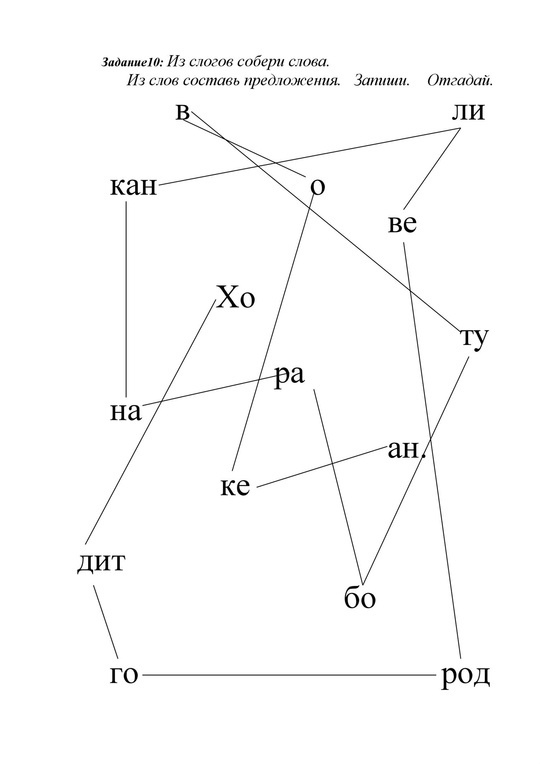 Задание10: Из слогов собери слова.
Из слов составь предложения. Запиши. Отгадай.
в
ли
кан
о
ве
Хо
ту
ра
на
ан.
ке
дит
бо
го
род